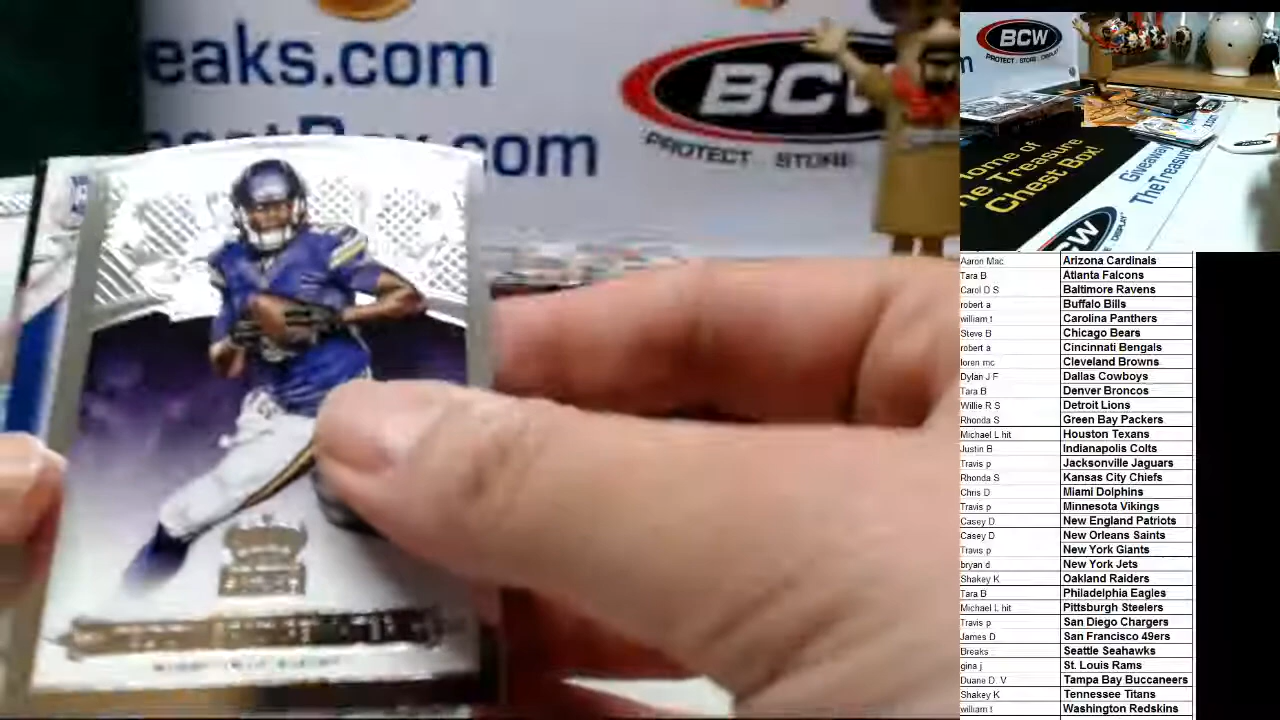 eaks.com
Box.com
BCW
PROTECT . STORE
BCW
PROTECT . STORE . DISPLAY
Home of
he Treasure
Chest Box!
Giveaway
TheTreasur
BCW
Aaron Mac Arizona Cardinals
Tara B Atlanta Falcons
Carol D S Baltimore Ravens
robert a Buffalo Bills
william t Carolina Panthers
Steve B Chicago Bears
robert a Cincinnati Bengals
loren mc Cleveland Browns
Dylan J F Dallas Cowboys
Tara B Denver Broncos
Willie R S Detroit Lions
Rhonda S Green Bay Packers
Michael L hit Houston Texans
Justin B Indianapolis Colts
Travis p Jacksonville Jaguars
Rhonda S Kansas City Chiefs
Chris D Miami Dolphins
Travis p Minnesota Vikings
Casey D New England Patriots
Casey D New Orleans Saints
Travis p New York Giants
bryan d New York Jets
Shakey K Oakland Raiders
Tara B Philadelphia Eagles
Michael L hit Pittsburgh Steelers
Travis p San Diego Chargers
James D San Francisco 49ers
Breaks Seattle Seahawks
gina j St. Louis Rams
Duane D. V Tampa Bay Buccaneers
Shakey K Tennessee Titans
william t Washington Redskins